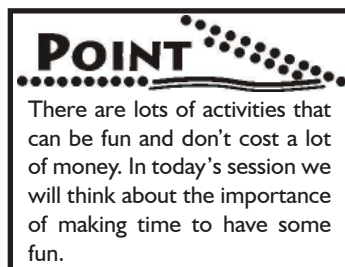 POINT
There are lots of activities that
can be fun and don't cost a lot
of money. In today's session we
will think about the importance
of making time to have some
fun.